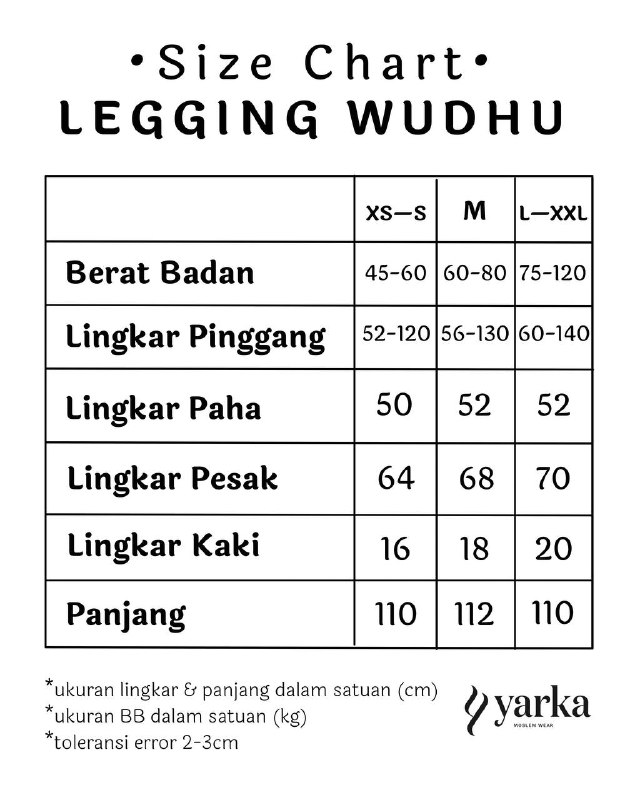 •Size Chart•
LEGGING WUDHU
XS–S M L–XXL
Berat Badan 45-60 60-80 75-120
Lingkar Pinggang 52-120 56-130 60-140
Lingkar Paha 50 52 52
Lingkar Pesak 64 68 70
Lingkar Kaki 16 18 20
Panjang 110 112 110
*ukuran lingkar & panjang dalam satuan (cm)
*ukuran BB dalam satuan (kg)
*toleransi error 2-3cm
yarka
MOSLEM WEAR